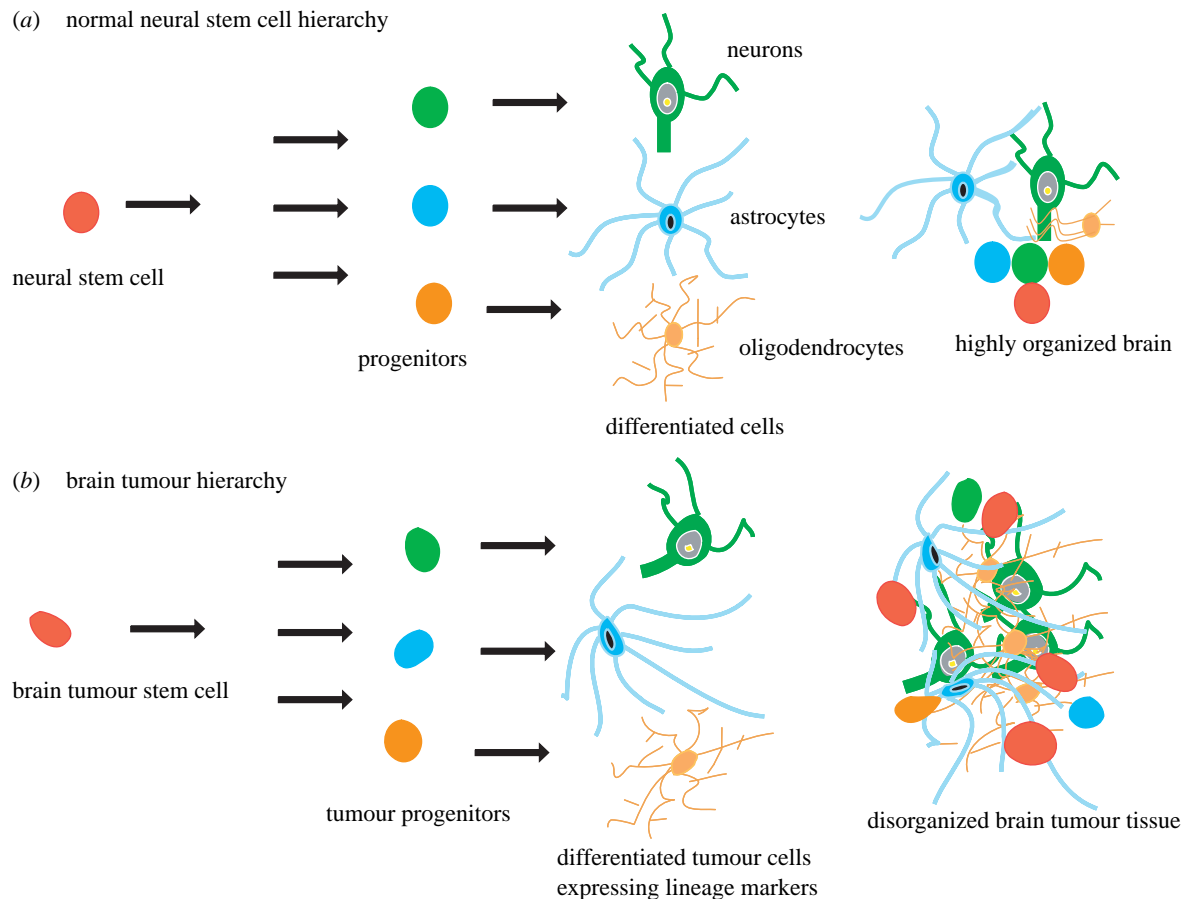 (a) normal neural stem cell hierarchy
neurons
neural stem cell
astrocytes
progenitors
oligodendrocytes
highly organized brain
differentiated cells
(b) brain tumour hierarchy
brain tumour stem cell
tumour progenitors
disorganized brain tumour tissue
differentiated tumour cells
expressing lineage markers